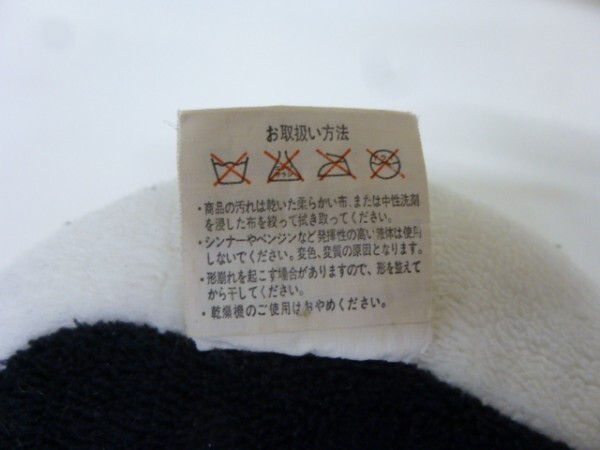 お取扱い方法
・商品の汚れは乾いた柔らかい布、または中性洗剤
を浸した布を絞って拭き取ってください。
・シンナーやベンジンなど発揮性の高い液体は使用
しないでください。変色、変質の原因となります。
・形崩れを起こす場合がありますので、形を整えて
から干してください。
・乾燥機のご使用はおやめください。